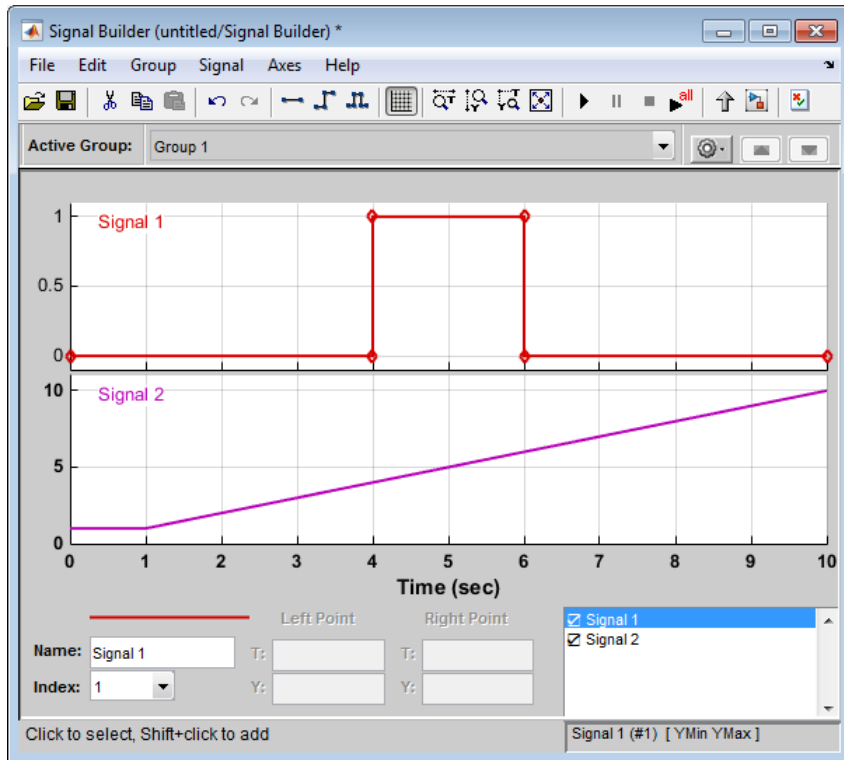 Signal Builder (untitled/Signal Builder) *
File Edit Group Signal Axes Help
all
Active Group: Group 1
1
Signal 1
0.5
0
10
Signal 2
5
0
0 1 2 3 4 5 6 7 8 9 10
Time (sec)
Left Point Right Point
Name: Signal 1 T: T:
Index: 1 Y: Y:
Signal 1
Signal 2
Click to select, Shift+click to add
Signal 1 (#1) [ YMin YMax ]